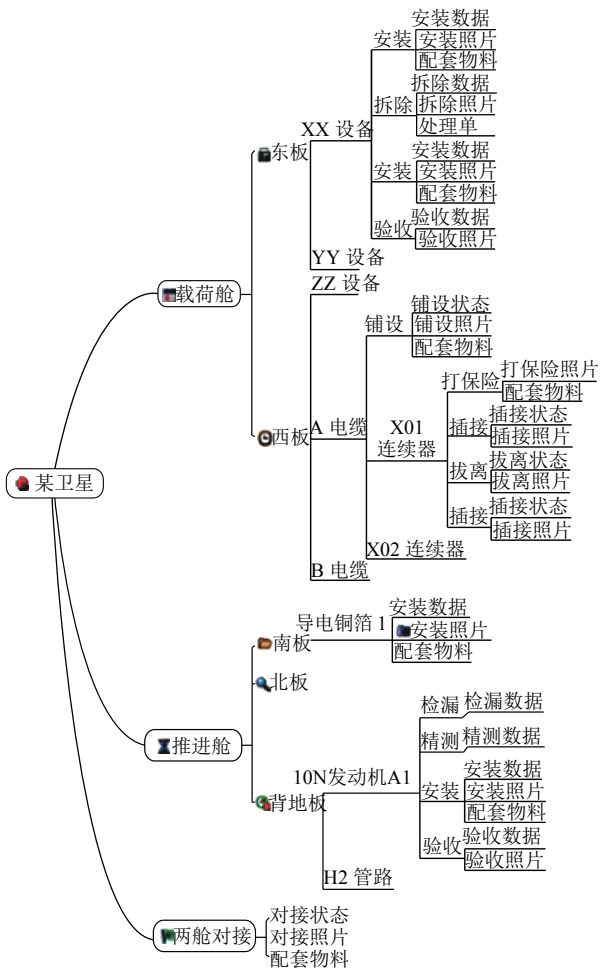 某卫星
载荷舱
东板
XX 设备
安装
安装数据
安装照片
配套物料
拆除
拆除数据
拆除照片
处理单
安装
安装数据
安装照片
配套物料
验收
验收数据
验收照片
YY 设备
西板
ZZ 设备
A 电缆
铺设
铺设状态
铺设照片
配套物料
X01
连续器
打保险
打保险照片
配套物料
插接
插接状态
插接照片
拔离
拔离状态
拔离照片
插接
插接状态
插接照片
X02 连续器
B 电缆
推进舱
南板
导电铜箔 1
安装数据
安装照片
配套物料
北板
背地板
10N发动机A1
检漏
检漏数据
精测
精测数据
安装
安装数据
安装照片
配套物料
验收
验收数据
验收照片
H2 管路
两舱对接
对接状态
对接照片
配套物料